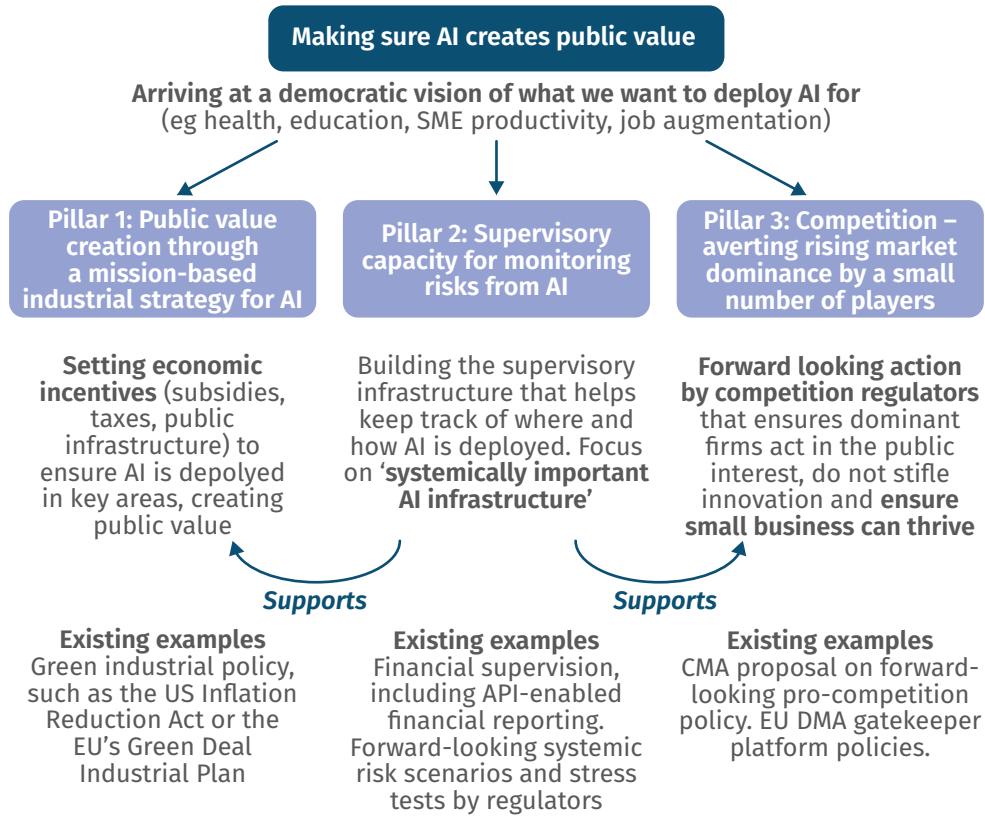 Making sure AI creates public value
Arriving at a democratic vision of what we want to deploy AI for
(eg health, education, SME productivity, job augmentation)
Pillar 1: Public value
creation through
a mission-based
industrial strategy for AI
Pillar 2: Supervisory
capacity for monitoring
risks from AI
Pillar 3: Competition –
averting rising market
dominance by a small
number of players
Setting economic
incentives (subsidies,
taxes, public
infrastructure) to
ensure AI is depolyed
in key areas, creating
public value
Building the supervisory
infrastructure that helps
keep track of where and
how AI is deployed. Focus
on ‘systemically important
AI infrastructure’
Forward looking action
by competition regulators
that ensures dominant
firms act in the public
interest, do not stifle
innovation and ensure
small business can thrive
Supports
Supports
Existing examples
Green industrial policy,
such as the US Inflation
Reduction Act or the
EU’s Green Deal
Industrial Plan
Existing examples
Financial supervision,
including API-enabled
financial reporting.
Forward-looking systemic
risk scenarios and stress
tests by regulators
Existing examples
CMA proposal on forward-
looking pro-competition
policy. EU DMA gatekeeper
platform policies.